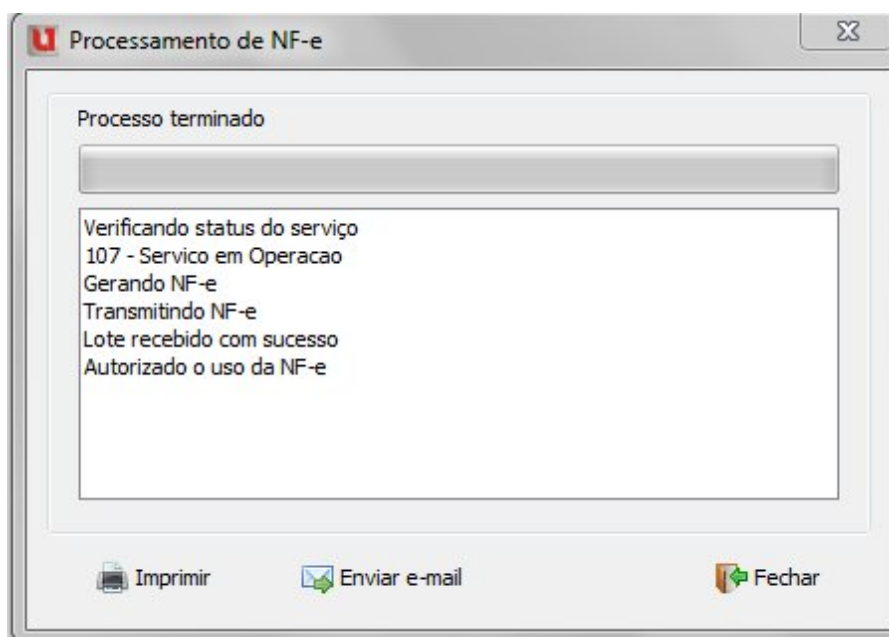 Processamento de NF-e
Processo terminado
Verificando status do serviço
107 - Servico em Operacao
Gerando NF-e
Transmitindo NF-e
Lote recebido com sucesso
Autorizado o uso da NF-e
Imprimir
Enviar e-mail
Fechar